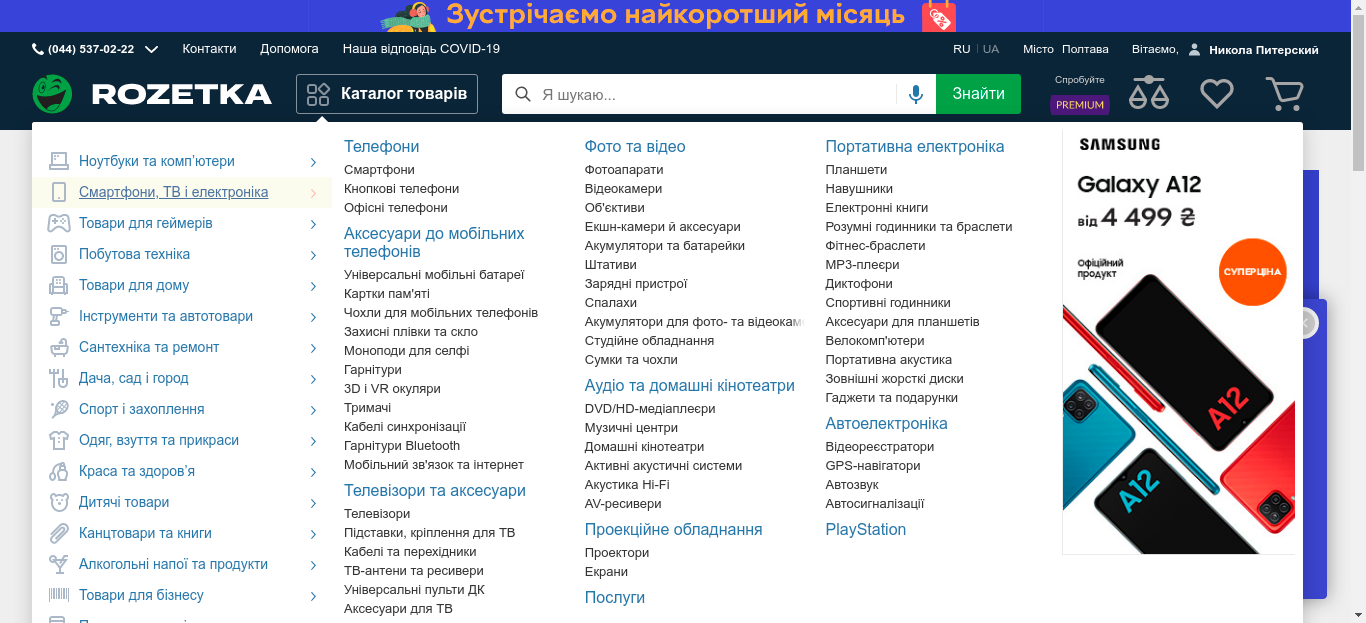 Зустрічаємо найкоротший місяць
(044) 537-02-22
Контакти
Допомога
Наша відповідь COVID-19
RU | UA
Місто Полтава
Вітаємо,
Никола Питерский
ROZETKA
Каталог товарів
Я шукаю...
Знайти
Спробуйте
PREMIUM
Ноутбуки та комп'ютери
Смартфони, ТВ і електроніка
Товари для геймерів
Побутова техніка
Товари для дому
Інструменти та автотовари
Сантехніка та ремонт
Дача, сад і город
Спорт і захоплення
Одяг, взуття та прикраси
Краса та здоров'я
Дитячі товари
Канцтовари та книги
Алкогольні напої та продукти
Товари для бізнесу
Телефони
Смартфони
Кнопкові телефони
Офісні телефони
Аксесуари до мобільних
телефонів
Універсальні мобільні батареї
Картки пам'яті
Чохли для мобільних телефонів
Захисні плівки та скло
Моноподи для селфі
Гарнітури
3D і VR окуляри
Тримачі
Кабелі синхронізації
Гарнітури Bluetooth
Мобільний зв'язок та інтернет
Телевізори та аксесуари
Телевізори
Підставки, кріплення для ТВ
Кабелі та перехідники
ТВ-антени та ресивери
Універсальні пульти ДК
Аксесуари для ТВ
Фото та відео
Фотоапарати
Відеокамери
Об'єктиви
Екшн-камери й аксесуари
Акумулятори та батарейки
Штативи
Зарядні пристрої
Спалахи
Акумулятори для фото- та відеокам
Студійне обладнання
Сумки та чохли
Аудіо та домашні кінотеатри
DVD/HD-медіаплеєри
Музичні центри
Домашні кінотеатри
Активні акустичні системи
Акустика Hi-Fi
AV-ресивери
Проекційне обладнання
Проектори
Екрани
Послуги
Портативна електроніка
Планшети
Навушники
Електронні книги
Розумні годинники та браслети
Фітнес-браслети
MP3-плеєри
Диктофони
Спортивні годинники
Аксесуари для планшетів
Велокомп'ютери
Портативна акустика
Зовнішні жорсткі диски
Гаджети та подарунки
Автоелектроніка
Відеореєстратори
GPS-навігатори
Автозвук
Автосигналізації
PlayStation
SAMSUNG
Galaxy A12
від 4 499 ₴
Офіційний
продукт
СУПЕРЦІНА
A12
A12